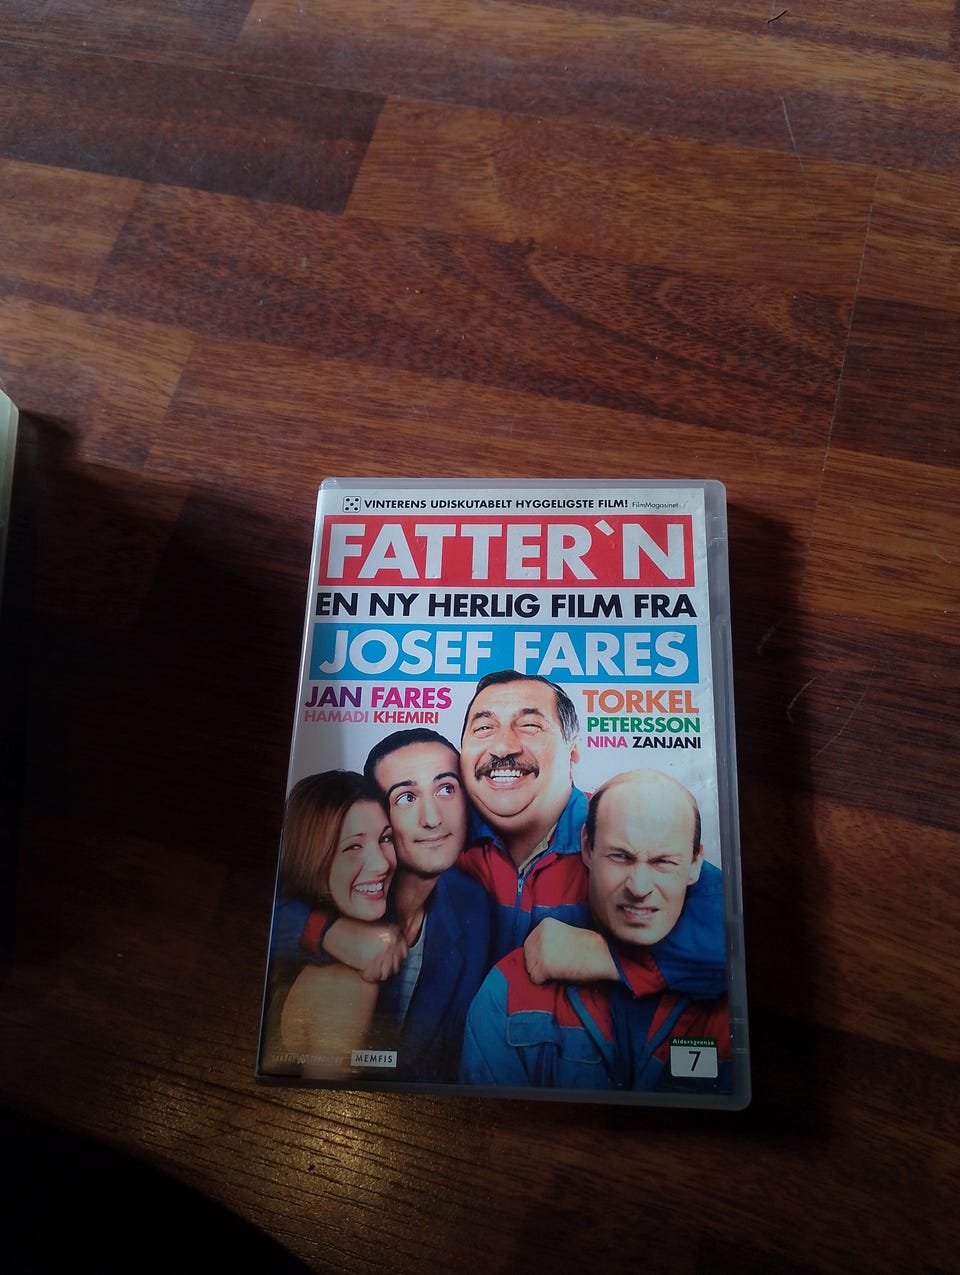 VINTERENS UDISKUTABELT HYGGELIGSTE FILM! FilmMagasinet
FATTER`N
EN NY HERLIG FILM FRA
JOSEF FARES
JAN FARES
HAMADI KHEMIRI
TORKEL
PETERSSON
NINA ZANJANI
MEMFIS
Aldersgrense
7